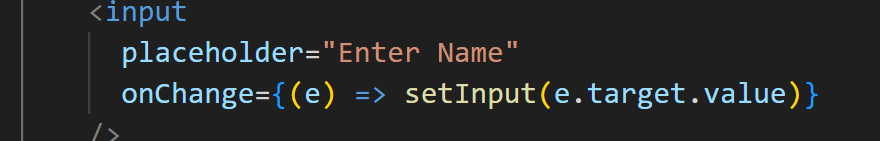 <input
placeholder="Enter Name"
onChange={(e) => setInput(e.target.value)}
/>